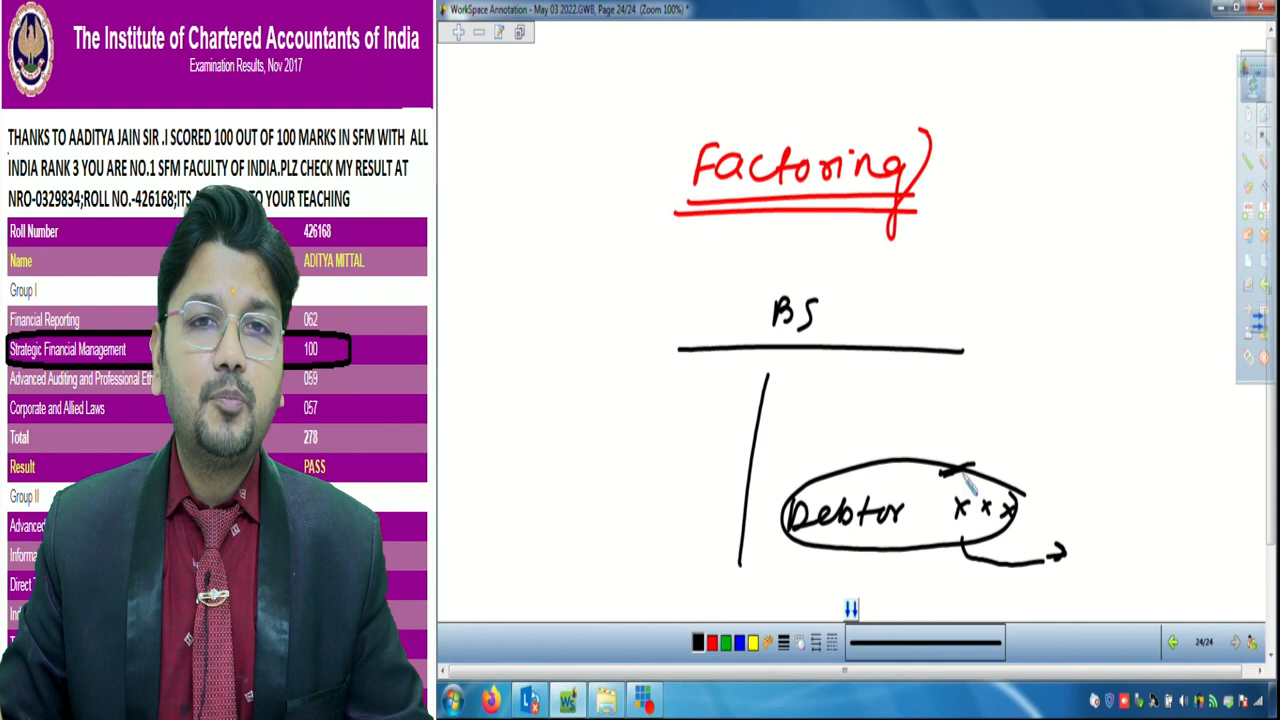 The Institute of Chartered Accountants of India
Examination Results, Nov 2017
THANKS TO AADITYA JAIN SIR .I SCORED 100 OUT OF 100 MARKS IN SFM WITH ALL
INDIA RANK 3 YOU ARE NO.1 SFM FACULTY OF INDIA.PLZ CHECK MY RESULT AT
NRO-0329834;ROLL NO.-426168;ITS TO YOUR TEACHING
Roll Number 426168
Name ADITYA MITTAL
Group I
Financial Reporting 062
Strategic Financial Management 100
Advanced Auditing and Professional Eth 059
Corporate and Allied Laws 057
Total 278
Result PASS
Group II
Advanced
Informa
Direct T
Ind
WorkSpace Annotation - May 03 2022.GWB, Page 24/24 (Zoom 100%) *
Factoring)
BS
Debtor x x x
24/24